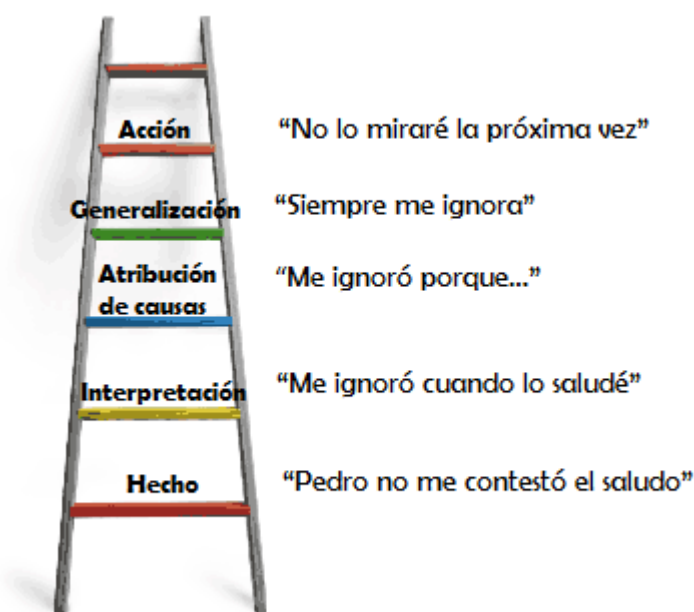 Acción “No lo miraré la próxima vez”
Generalización “Siempre me ignora”
Atribución “Me ignoró porque...”
de causas
Interpretación “Me ignoró cuando lo saludé”
Hecho “Pedro no me contestó el saludo”